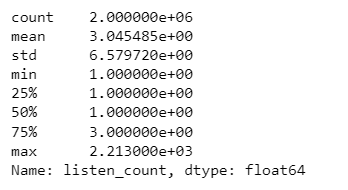 count    2.000000e+06
mean     3.045485e+00
std      6.579720e+00
min      1.000000e+00
25%      1.000000e+00
50%      1.000000e+00
75%      3.000000e+00
max      2.213000e+03
Name: listen_count, dtype: float64